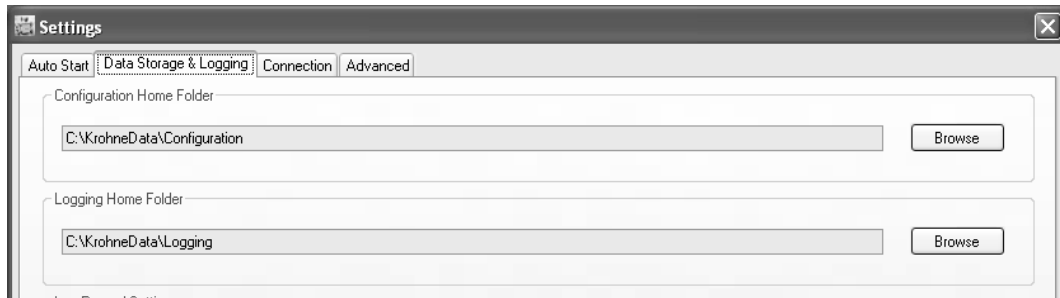 Settings
Auto Start Data Storage & Logging Connection Advanced
Configuration Home Folder
C:\KrohneData\Configuration Browse
Logging Home Folder
C:\KrohneData\Logging Browse